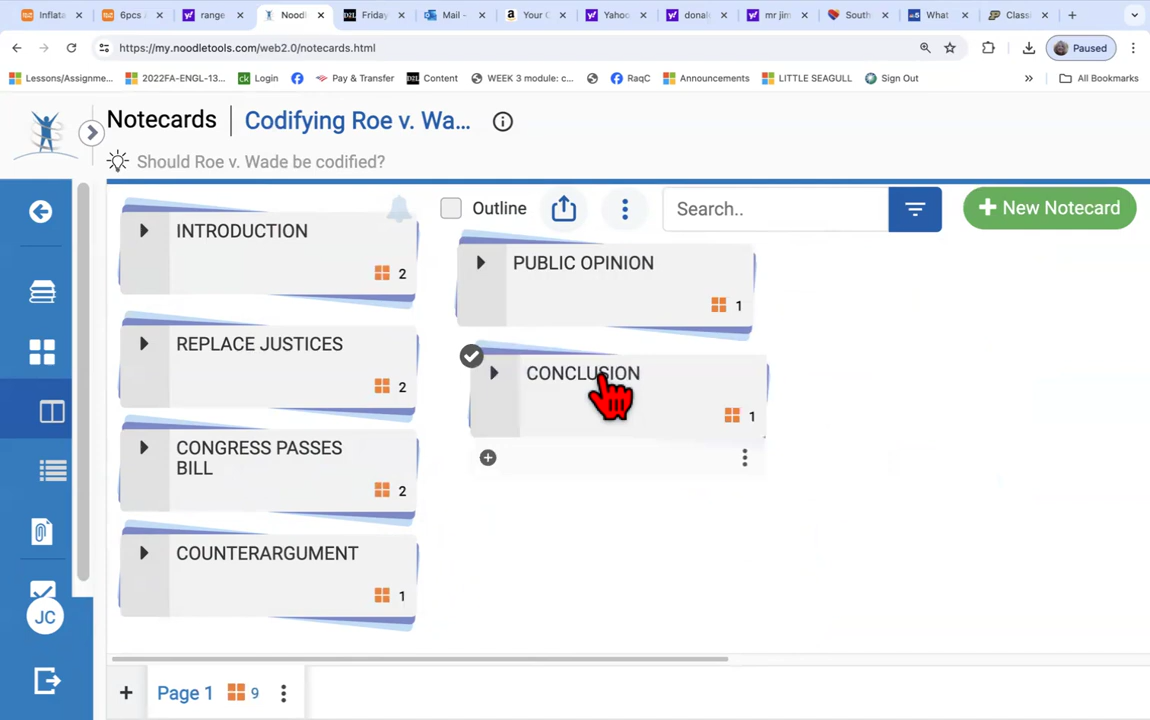 Inflat
6pcs
range
Noodl
Friday
Mail -
Your C
Yahoo
donal
mr jim
South
What
Classi
https://my.noodletools.com/web2.0/notecards.html
Paused
Lessons/Assignme...
2022FA-ENGL-13...
Login
Pay & Transfer
Content
WEEK 3 module: c...
RaqC
Announcements
LITTLE SEAGULL
Sign Out
»
All Bookmarks
Notecards
Codifying Roe v. Wa...
Should Roe v. Wade be codified?
Outline
Search..
+ New Notecard
INTRODUCTION
2
REPLACE JUSTICES
2
CONGRESS PASSES
BILL
2
COUNTERARGUMENT
1
PUBLIC OPINION
1
CONCLUSION
1
JC
+
Page 1
9